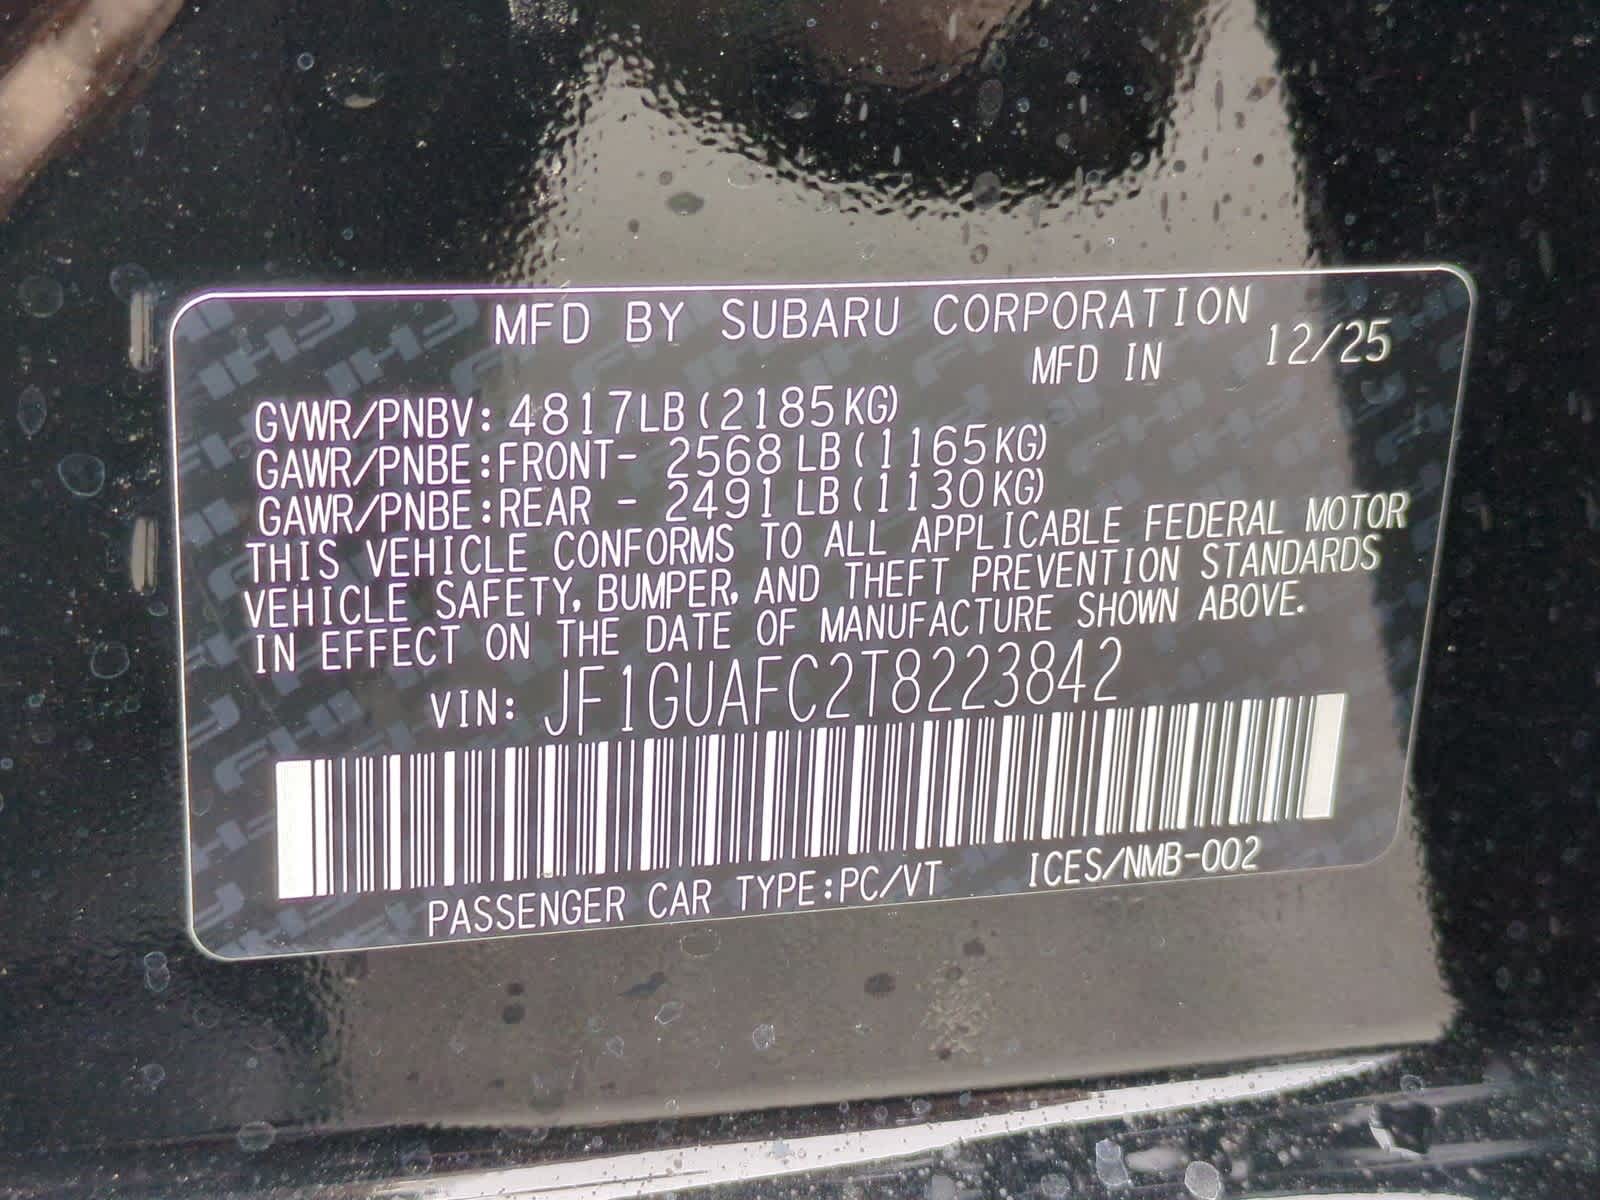 MFD BY SUBARU CORPORATION
MFD IN 12/25
GVWR/PNBV: 4817LB(2185KG)
GAWR/PNBE:FRONT- 2568LB(1165KG)
GAWR/PNBE:REAR - 2491LB(1130KG)
THIS VEHICLE CONFORMS TO ALL APPLICABLE FEDERAL MOTOR
VEHICLE SAFETY, BUMPER, AND THEFT PREVENTION STANDARDS
IN EFFECT ON THE DATE OF MANUFACTURE SHOWN ABOVE.
VIN: JF1GUAFC2T8223842
PASSENGER CAR TYPE:PC/VT ICES/NMB-002